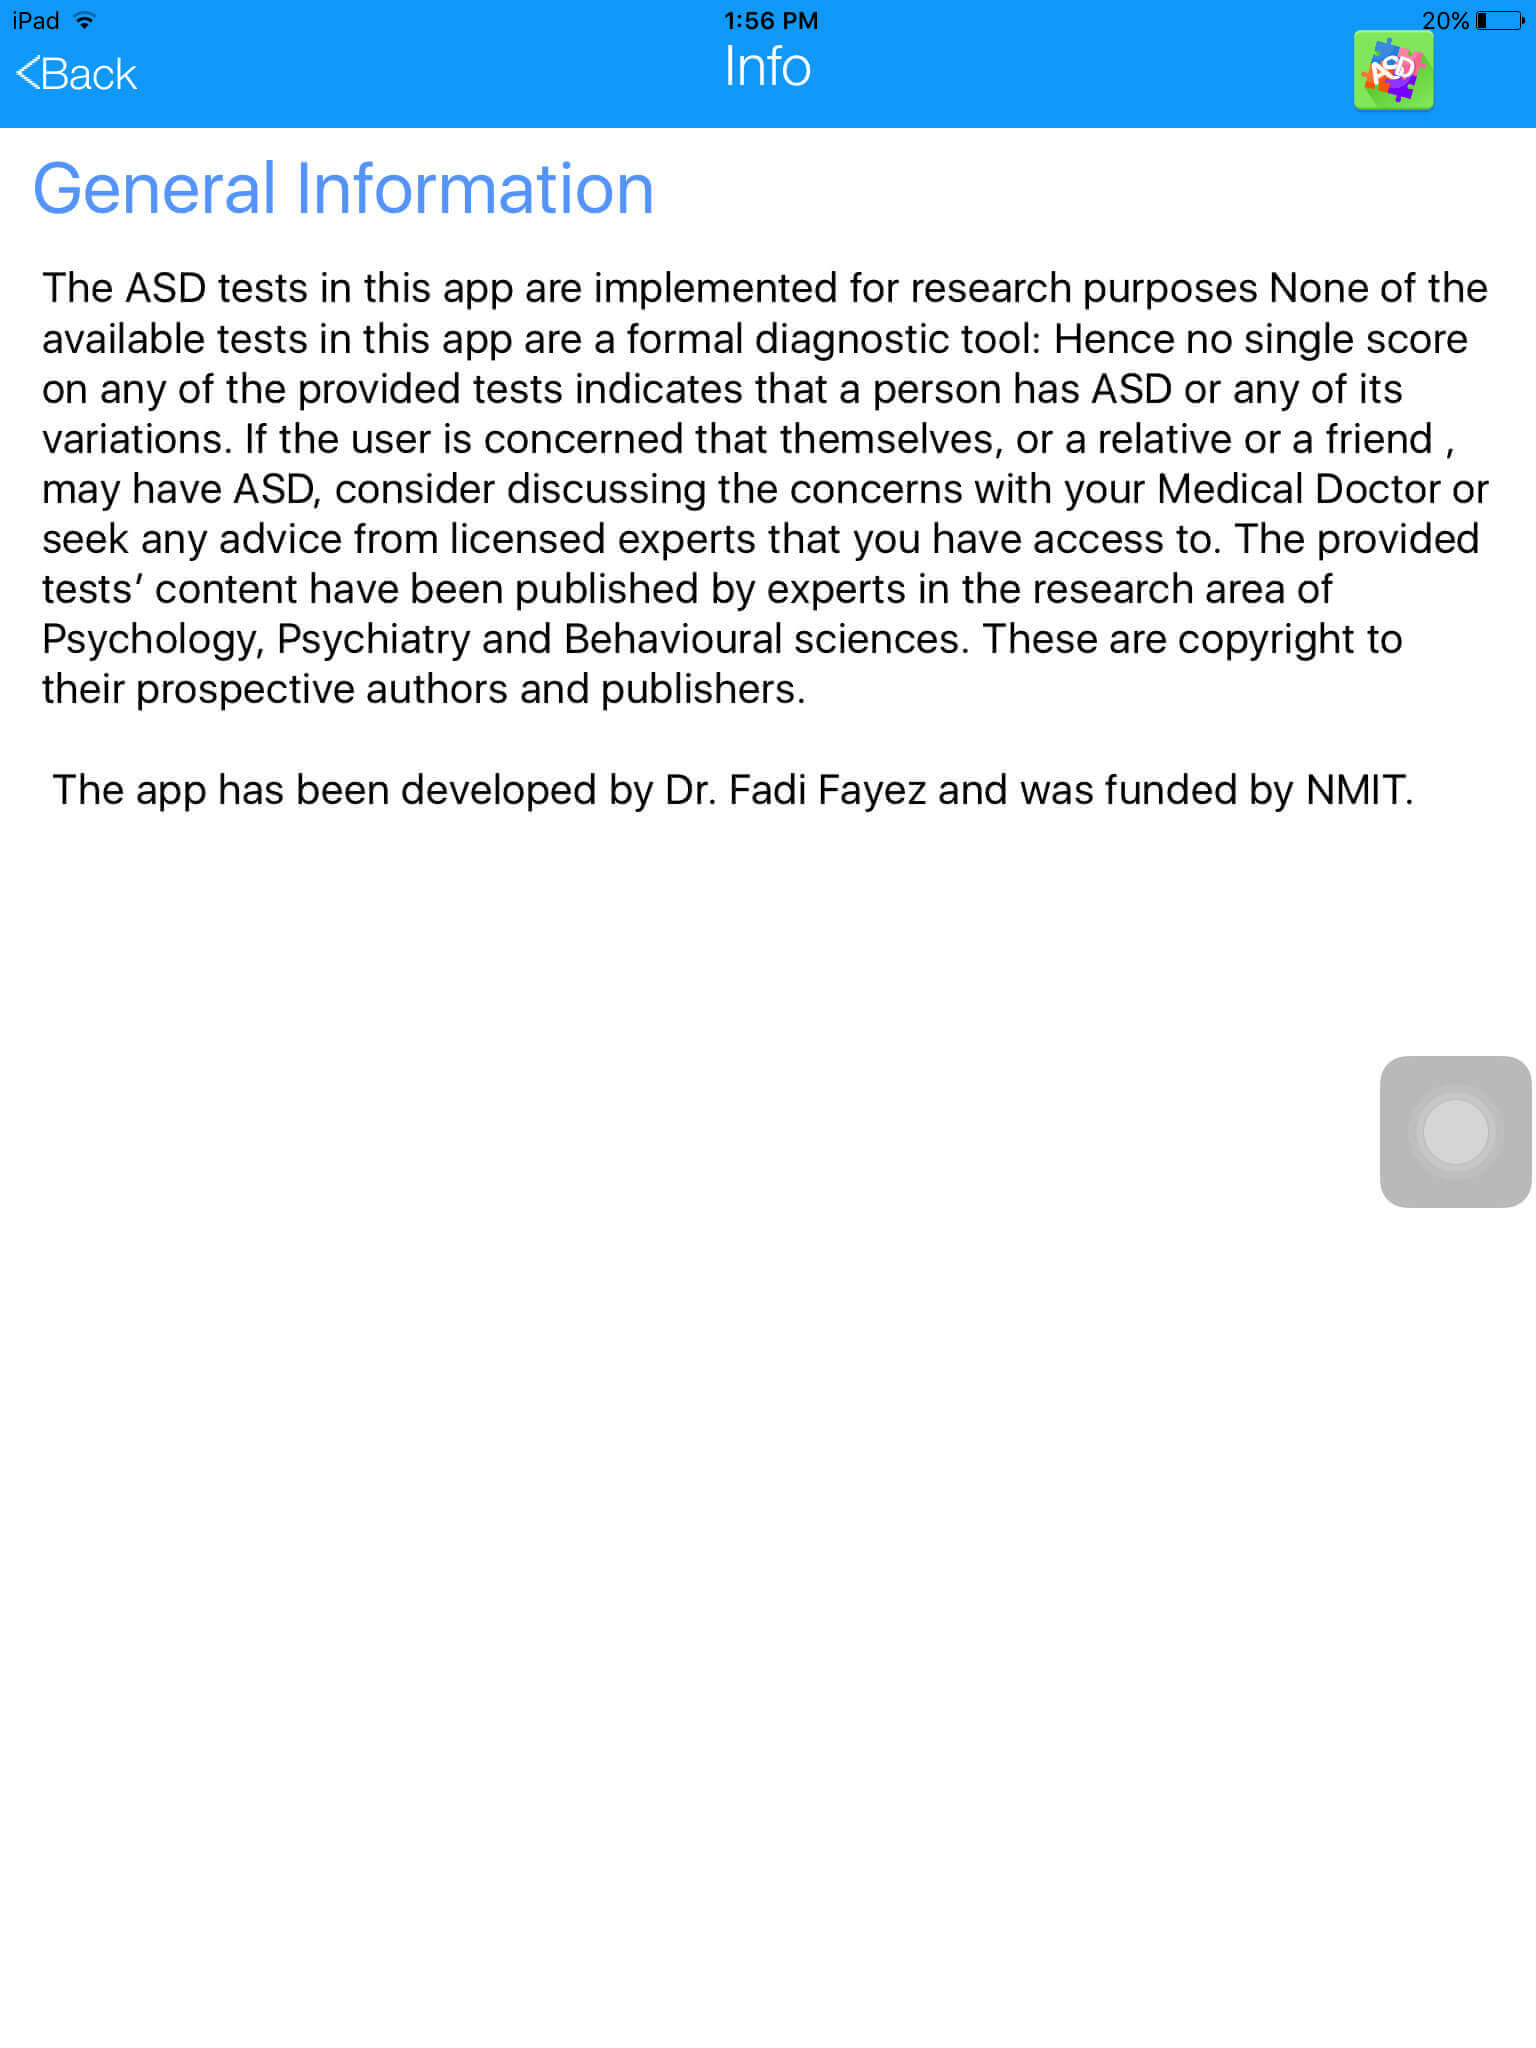 iPad 1:56 PM 20%
<Back Info ASD
General Information
The ASD tests in this app are implemented for research purposes None of the
available tests in this app are a formal diagnostic tool: Hence no single score
on any of the provided tests indicates that a person has ASD or any of its
variations. If the user is concerned that themselves, or a relative or a friend ,
may have ASD, consider discussing the concerns with your Medical Doctor or
seek any advice from licensed experts that you have access to. The provided
tests’ content have been published by experts in the research area of
Psychology, Psychiatry and Behavioural sciences. These are copyright to
their prospective authors and publishers.
The app has been developed by Dr. Fadi Fayez and was funded by NMIT.